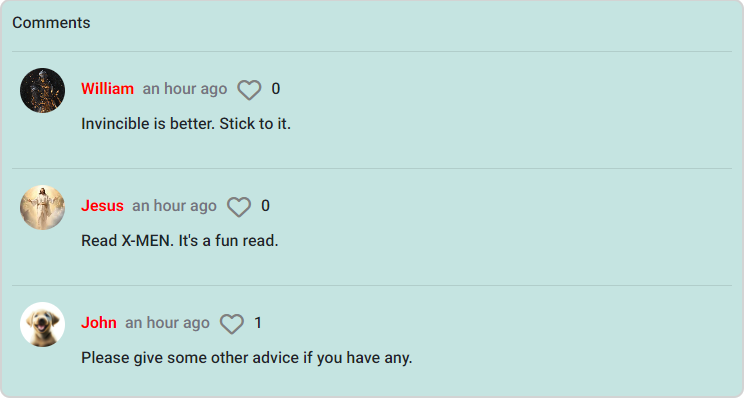 Comments
William an hour ago 0
Invincible is better. Stick to it.
Jesus an hour ago 0
Read X-MEN. It's a fun read.
John an hour ago 1
Please give some other advice if you have any.